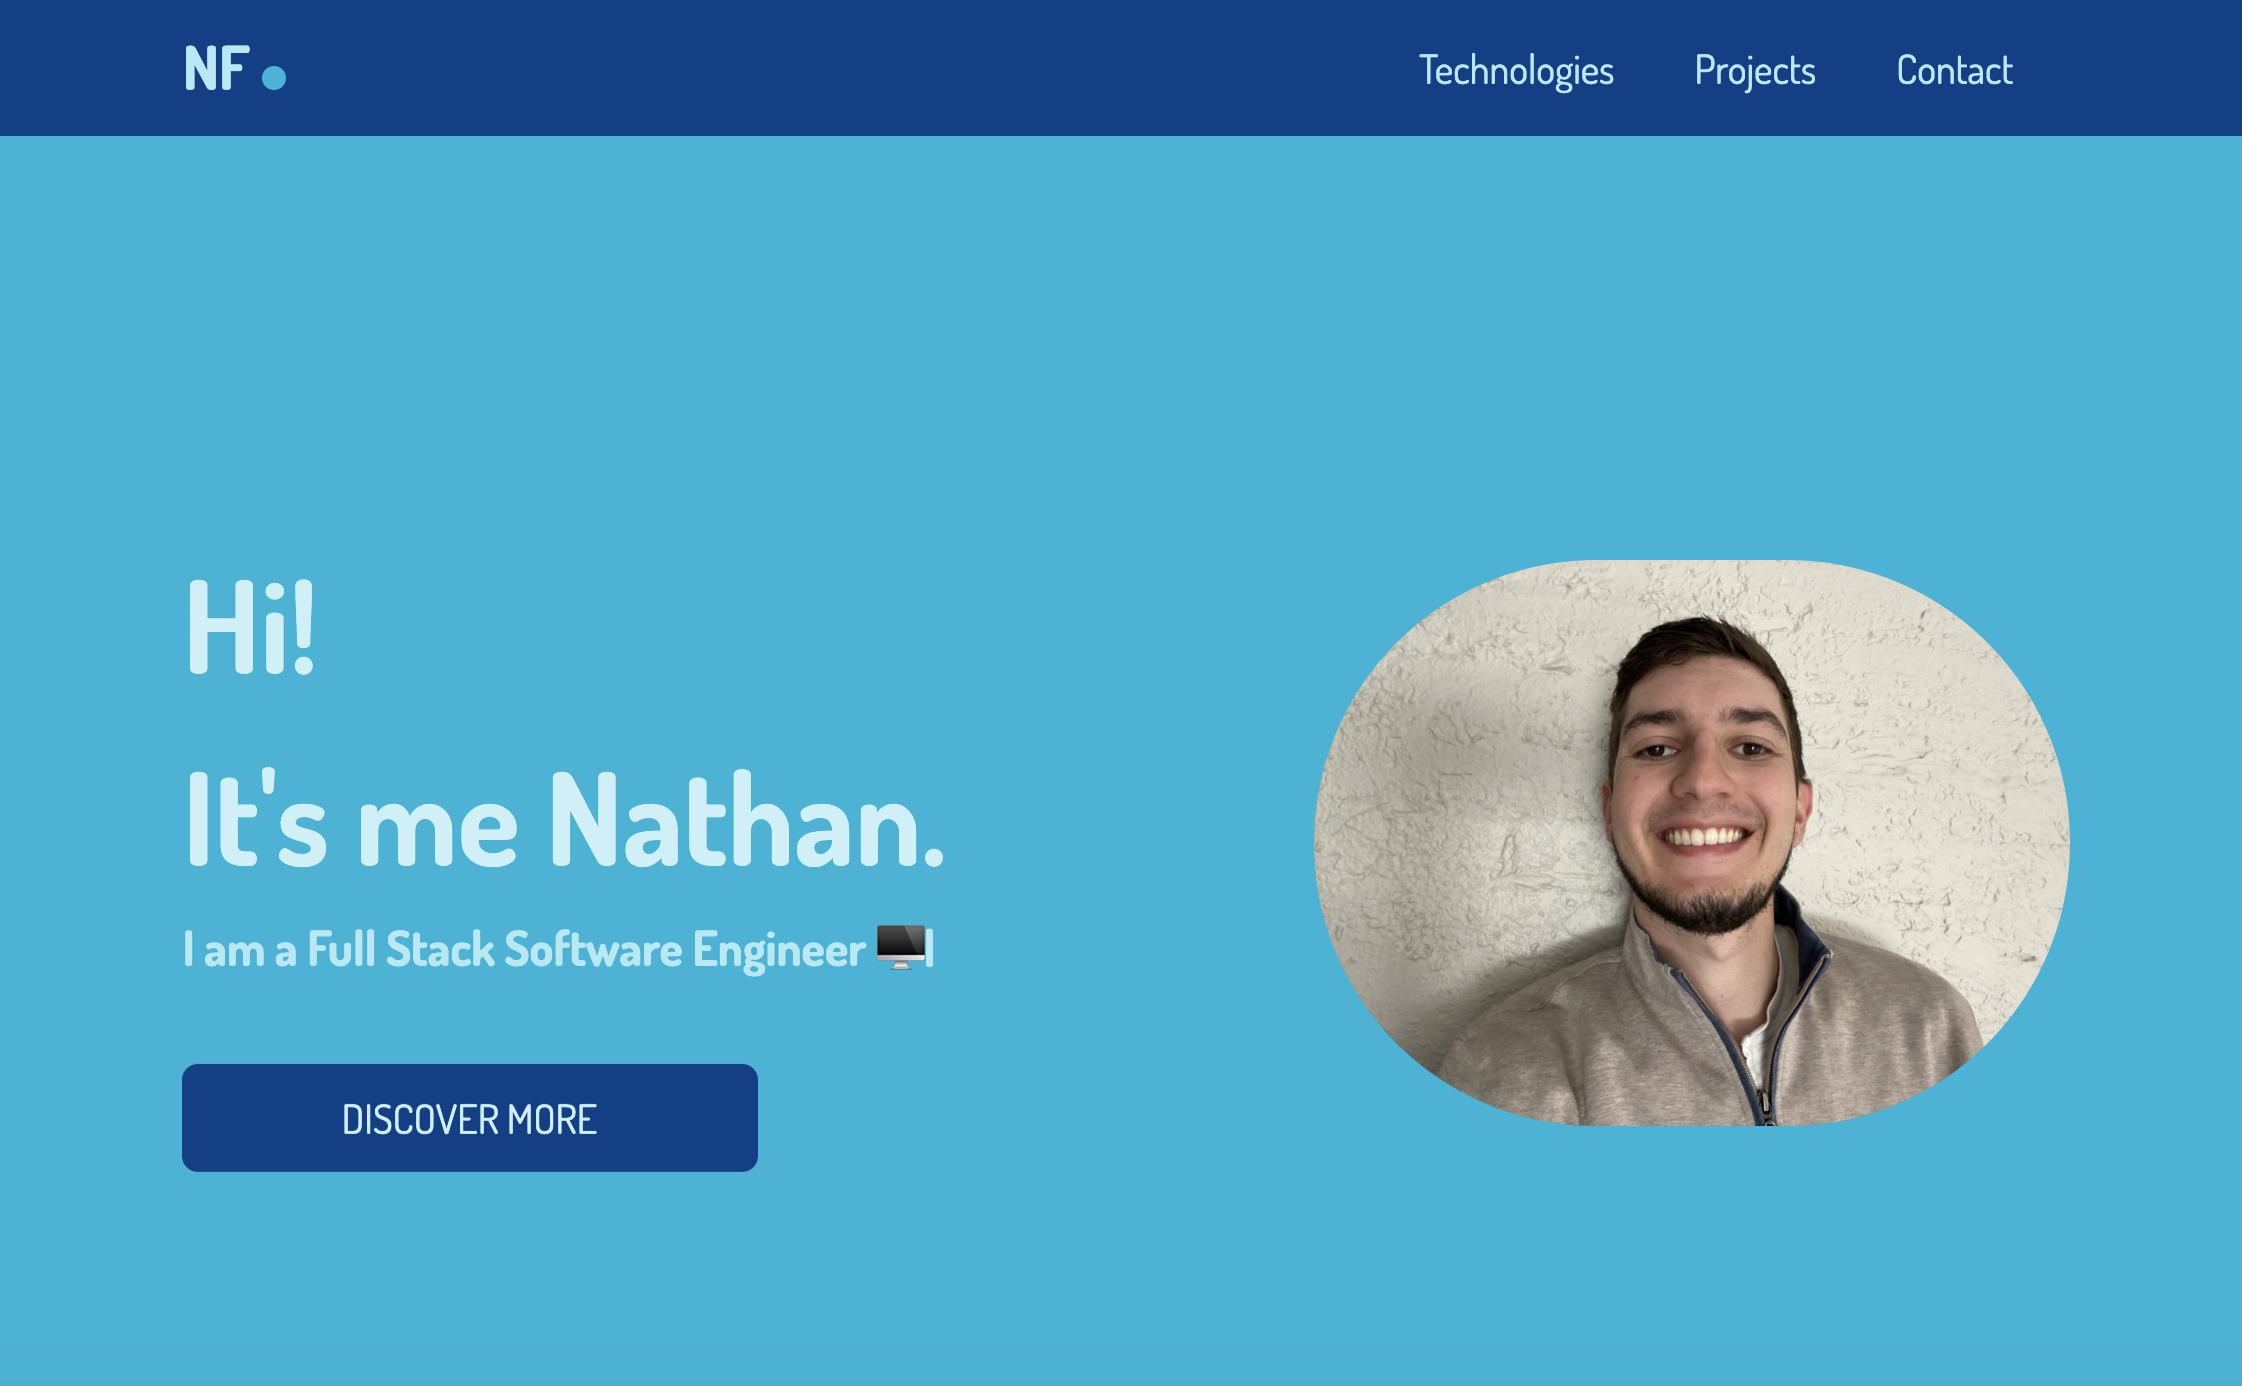 NF
Technologies Projects Contact
Hi!
It's me Nathan.
I am a Full Stack Software Engineer 🖥️|
DISCOVER MORE